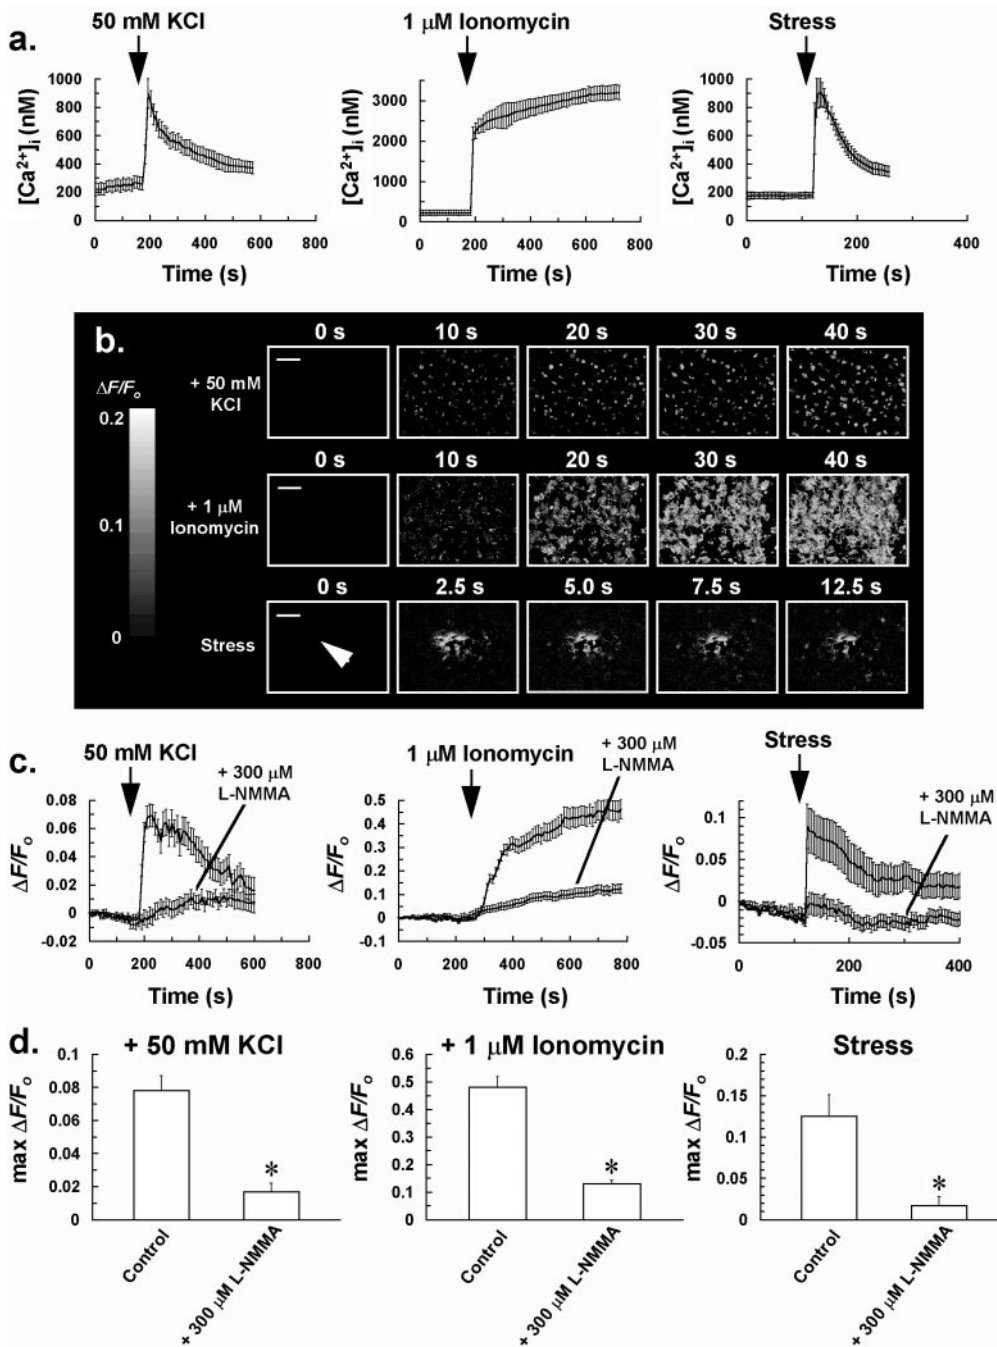 a.
50 mM KCl
1 µM Ionomycin
Stress
1000
800
600
400
200
0
[Ca²⁺]ᵢ (nM)
0 200 400 600 800
Time (s)
3000
2000
1000
0
[Ca²⁺]ᵢ (nM)
0 200 400 600 800
Time (s)
1000
800
600
400
200
0
[Ca²⁺]ᵢ (nM)
0 200 400
Time (s)
b.
ΔF/Fₒ
0.2
0.1
0
0 s 10 s 20 s 30 s 40 s
+ 50 mM
KCl
0 s 10 s 20 s 30 s 40 s
+ 1 µM
Ionomycin
0 s 2.5 s 5.0 s 7.5 s 12.5 s
Stress
c.
50 mM KCl
+ 300 µM
L-NMMA
0.08
0.06
0.04
0.02
0
-0.02
ΔF/Fₒ
0 200 400 600 800
Time (s)
1 µM Ionomycin
+ 300 µM
L-NMMA
0.5
0.4
0.3
0.2
0.1
0
-0.1
ΔF/Fₒ
0 200 400 600 800
Time (s)
Stress
+ 300 µM
L-NMMA
0.1
0.05
0
-0.05
ΔF/Fₒ
0 200 400
Time (s)
d.
+ 50 mM KCl
0.1
0.08
0.06
0.04
0.02
0
max ΔF/Fₒ
*
Control
+ 300 µM L-NMMA
+ 1 µM Ionomycin
0.6
0.5
0.4
0.3
0.2
0.1
0
max ΔF/Fₒ
*
Control
+ 300 µM L-NMMA
Stress
0.2
0.15
0.1
0.05
0
max ΔF/Fₒ
*
Control
+ 300 µM L-NMMA